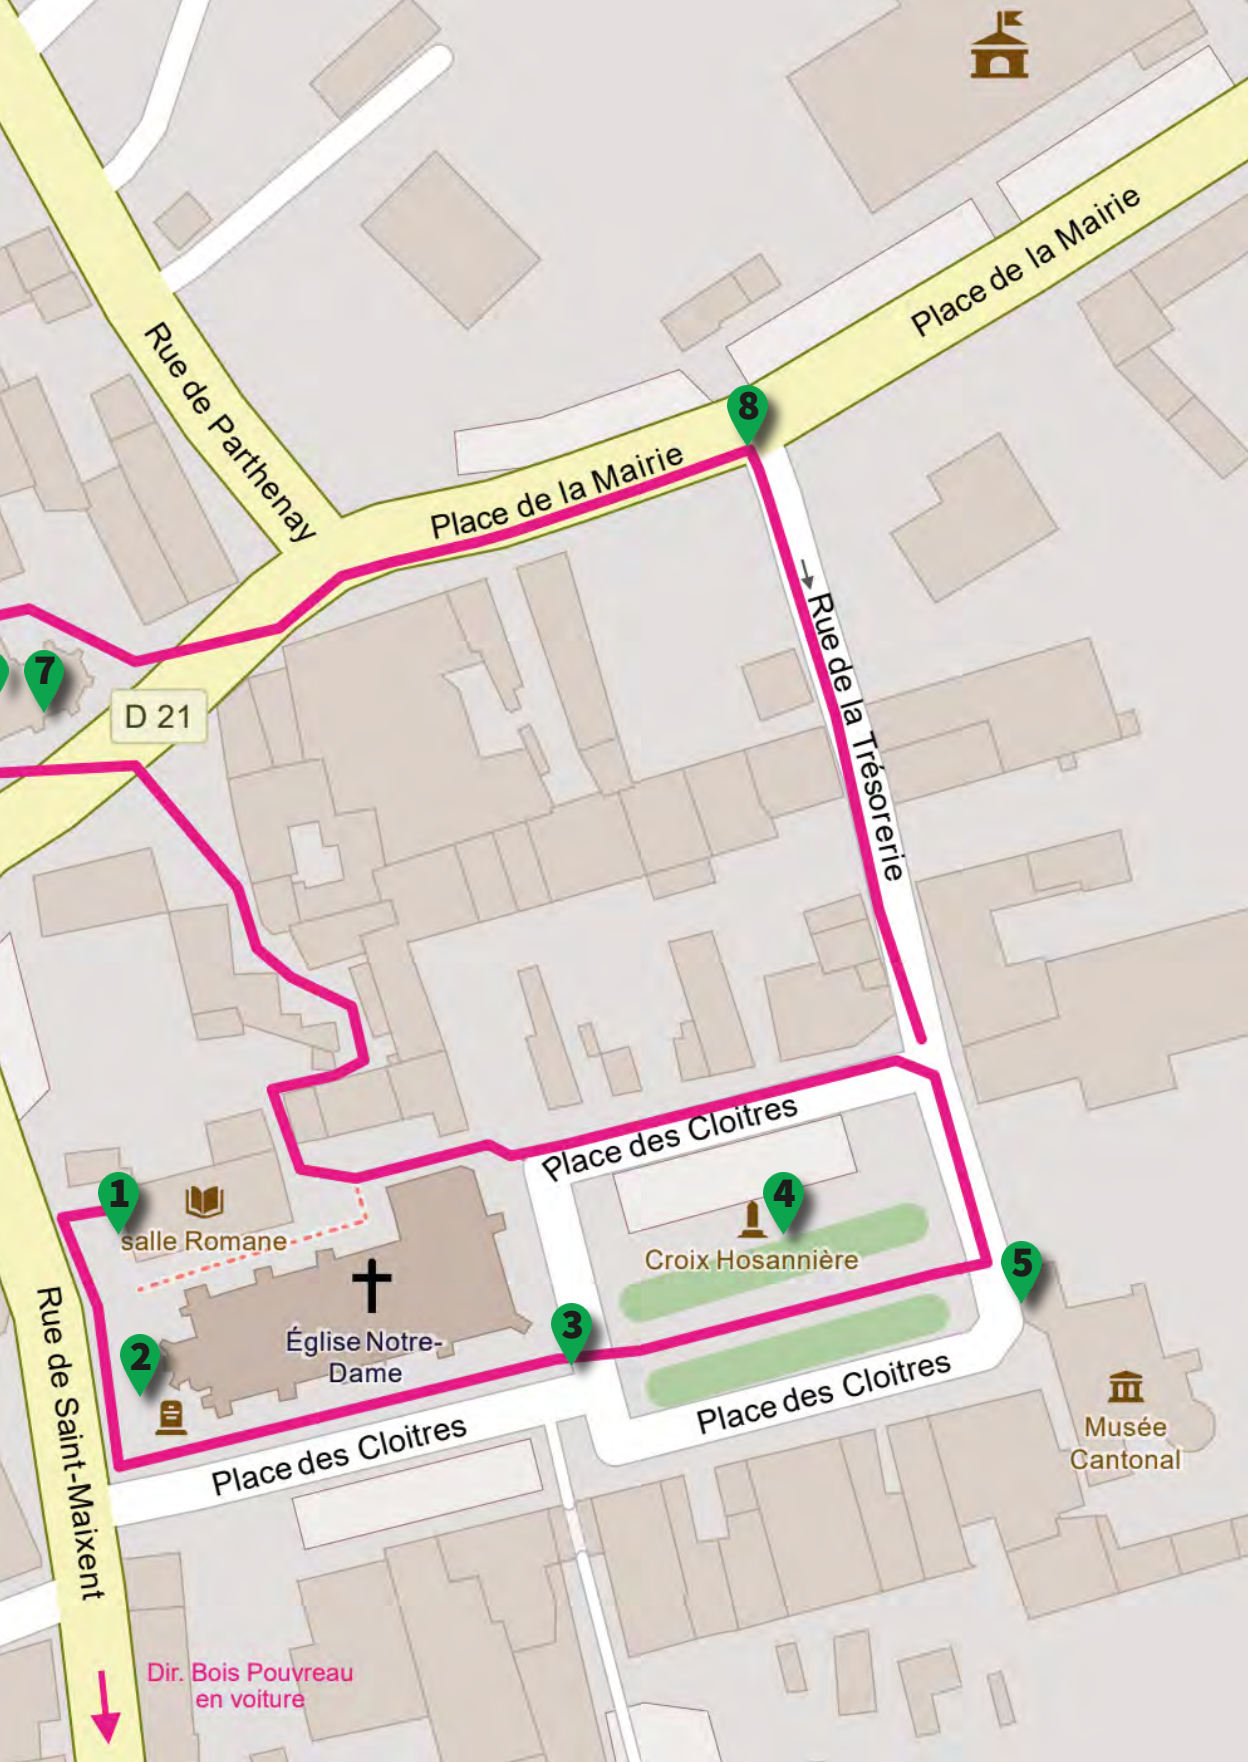 Place de la Mairie
Rue de Parthenay
8
Place de la Mairie
Rue de la Trésorerie
7
D 21
Place des Cloitres
1
salle Romane
4
Croix Hosannière
5
3
2
Église Notre-
Dame
Rue de Saint-Maixent
Place des Cloitres
Place des Cloitres
Musée
Cantonal
Dir. Bois Pouvreau
en voiture